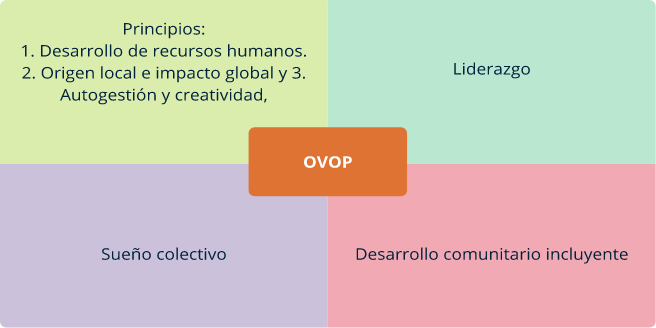 Principios:
1. Desarrollo de recursos humanos.
2. Origen local e impacto global y 3.
Autogestión y creatividad,
Liderazgo
OVOP
Sueño colectivo
Desarrollo comunitario incluyente